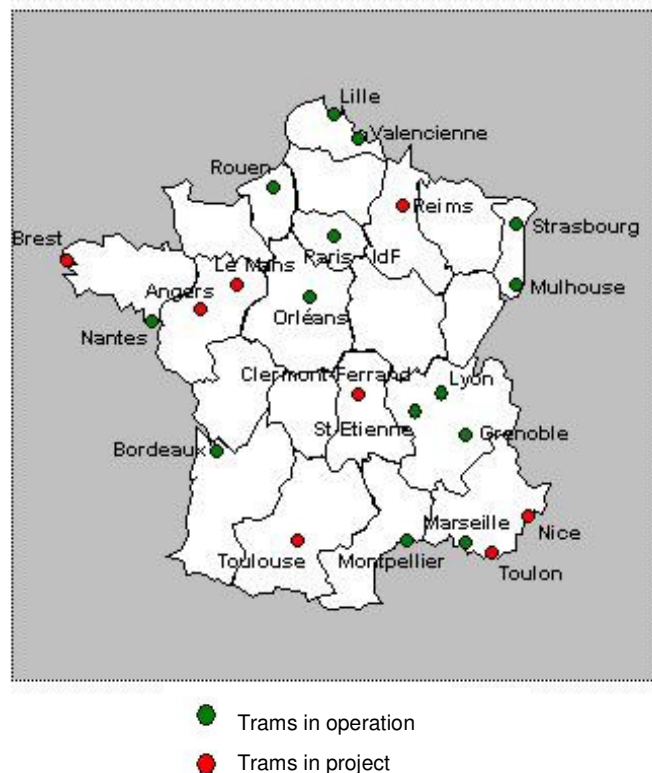 Lille
Valencienne
Rouen
Reims
Strasbourg
Brest
Paris IdF
Le Mans
Mulhouse
Angers
Orléans
Nantes
Clermont-Ferrand
Lyon
St Etienne
Grenoble
Bordeaux
Marseille
Nice
Toulouse
Montpellier
Toulon
Trams in operation
Trams in project